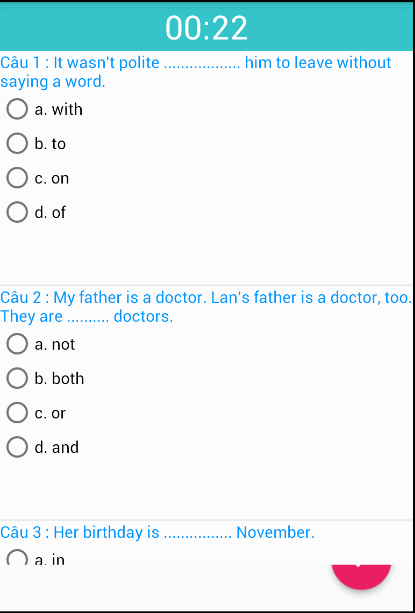 00:22
Câu 1 : It wasn't polite .................. him to leave without
saying a word.
a. with
b. to
c. on
d. of
Câu 2 : My father is a doctor. Lan's father is a doctor, too.
They are .......... doctors.
a. not
b. both
c. or
d. and
Câu 3 : Her birthday is ................ November.
a. in